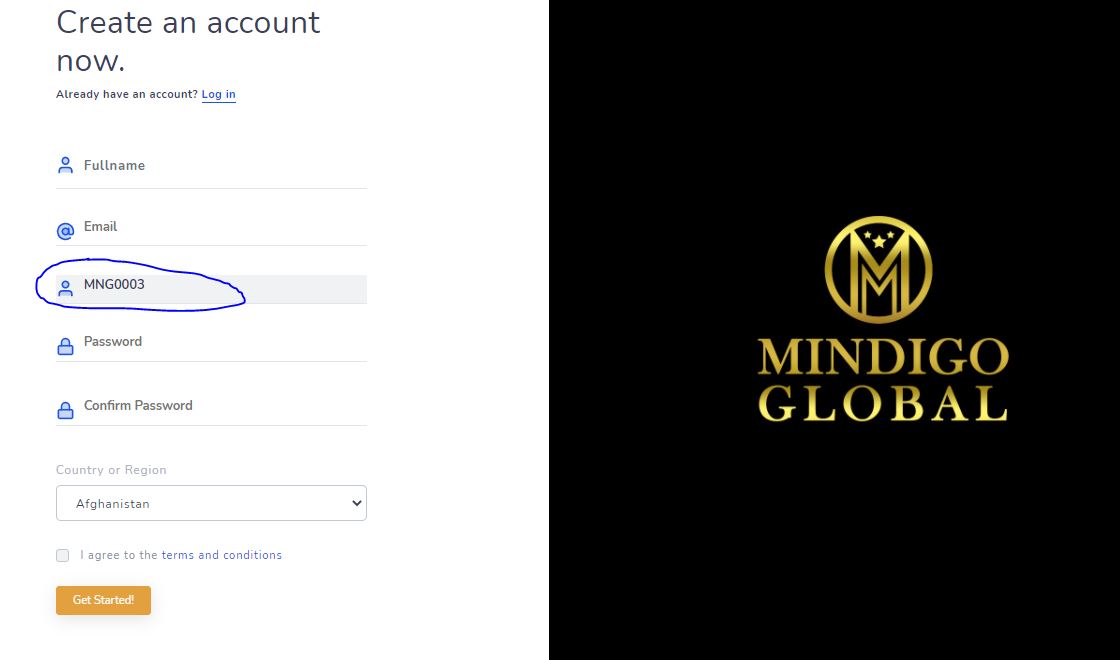 Create an account
now.
Already have an account? Log in
Fullname
Email
MNG0003
Password
Confirm Password
Country or Region
Afghanistan
I agree to the terms and conditions
Get Started!
MINDIGO
GLOBAL